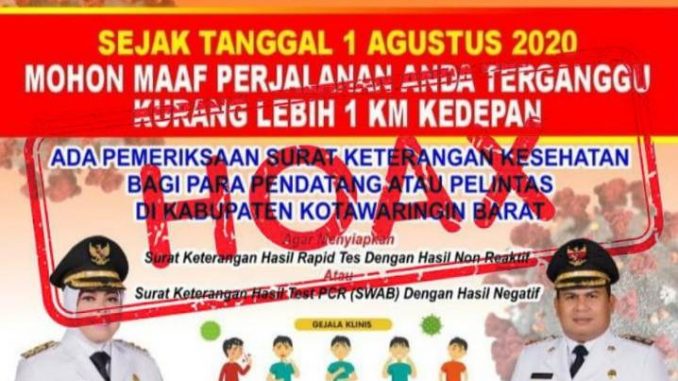 SEJAK TANGGAL 1 AGUSTUS 2020
MOHON MAAF PERJALANAN ANDA TERGANGGU
KURANG LEBIH 1 KM KEDEPAN
ADA PEMERIKSAAN SURAT KETERANGAN KESEHATAN
BAGI PARA PENDATANG ATAU PELINTAS
DI KABUPATEN KOTAWARINGIN BARAT
HOAX
Agar Menyiapkan
Surat Keterangan Hasil Rapid Tes Dengan Hasil Non Reaktif
Atau
Surat Keterangan Hasil Test PCR (SWAB) Dengan Hasil Negatif
GEJALA KLINIS